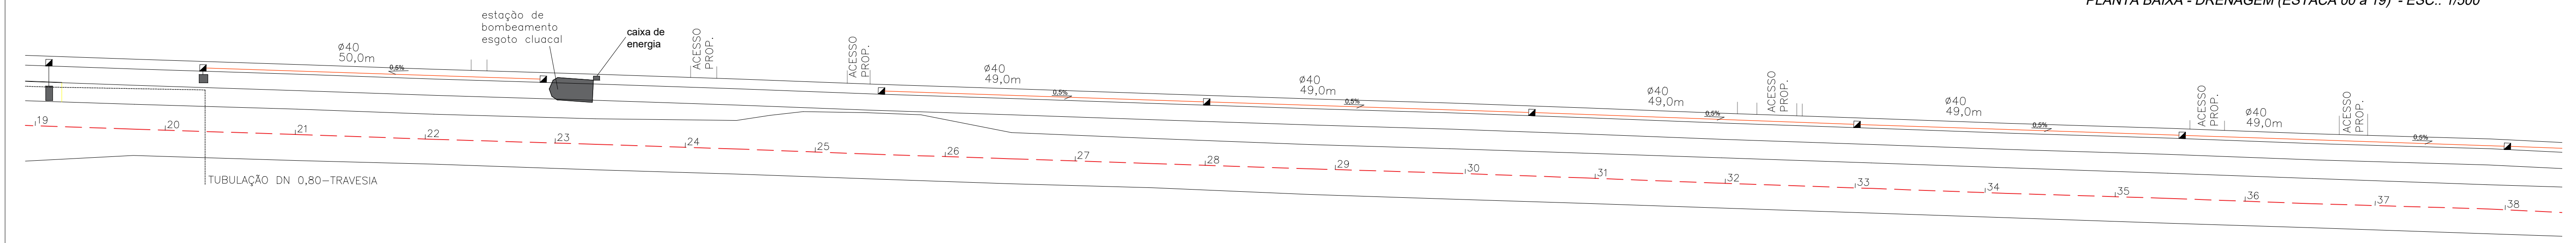 PLANTA BAIXA - DRENAGEM (ESTACA 00 a 19) - ESC.: 1/500
estação de
bombeamento
esgoto cluacal
caixa de
energia
ø40
50,0m
0,5%
ACESSO
PROP.
ACESSO
PROP.
ø40
49,0m
0,5%
ø40
49,0m
0,5%
ø40
49,0m
0,5%
ACESSO
PROP.
ø40
49,0m
0,5%
ACESSO
PROP.
ø40
49,0m
ACESSO
PROP.
0,5%
19
20
21
22
23
24
25
26
27
28
29
30
31
32
33
34
35
36
37
38
TUBULAÇÃO DN 0,80-TRAVESIA